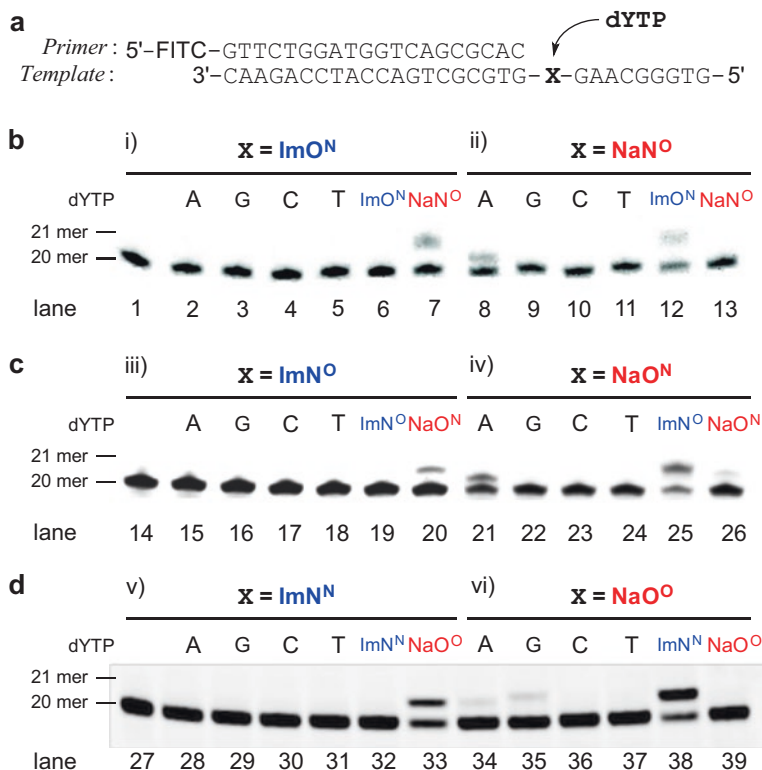 a
dYTP
Primer : 5'-FITC-GTTCTGGATGGTCAGCGCAC
Template : 3'-CAAGACCTACCAGTCGCGTG-X-GAACGGGTG-5'
b i) X = ImOᴺ ii) X = NaNᴼ
dYTP A G C T ImOᴺ NaNᴼ A G C T ImOᴺ NaNᴼ
21 mer
20 mer
lane 1 2 3 4 5 6 7 8 9 10 11 12 13
c iii) X = ImNᴼ iv) X = NaOᴺ
dYTP A G C T ImNᴼ NaOᴺ A G C T ImNᴼ NaOᴺ
21 mer
20 mer
lane 14 15 16 17 18 19 20 21 22 23 24 25 26
d v) X = ImNᴺ vi) X = NaOᴼ
dYTP A G C T ImNᴺ NaOᴼ A G C T ImNᴺ NaOᴼ
21 mer
20 mer
lane 27 28 29 30 31 32 33 34 35 36 37 38 39